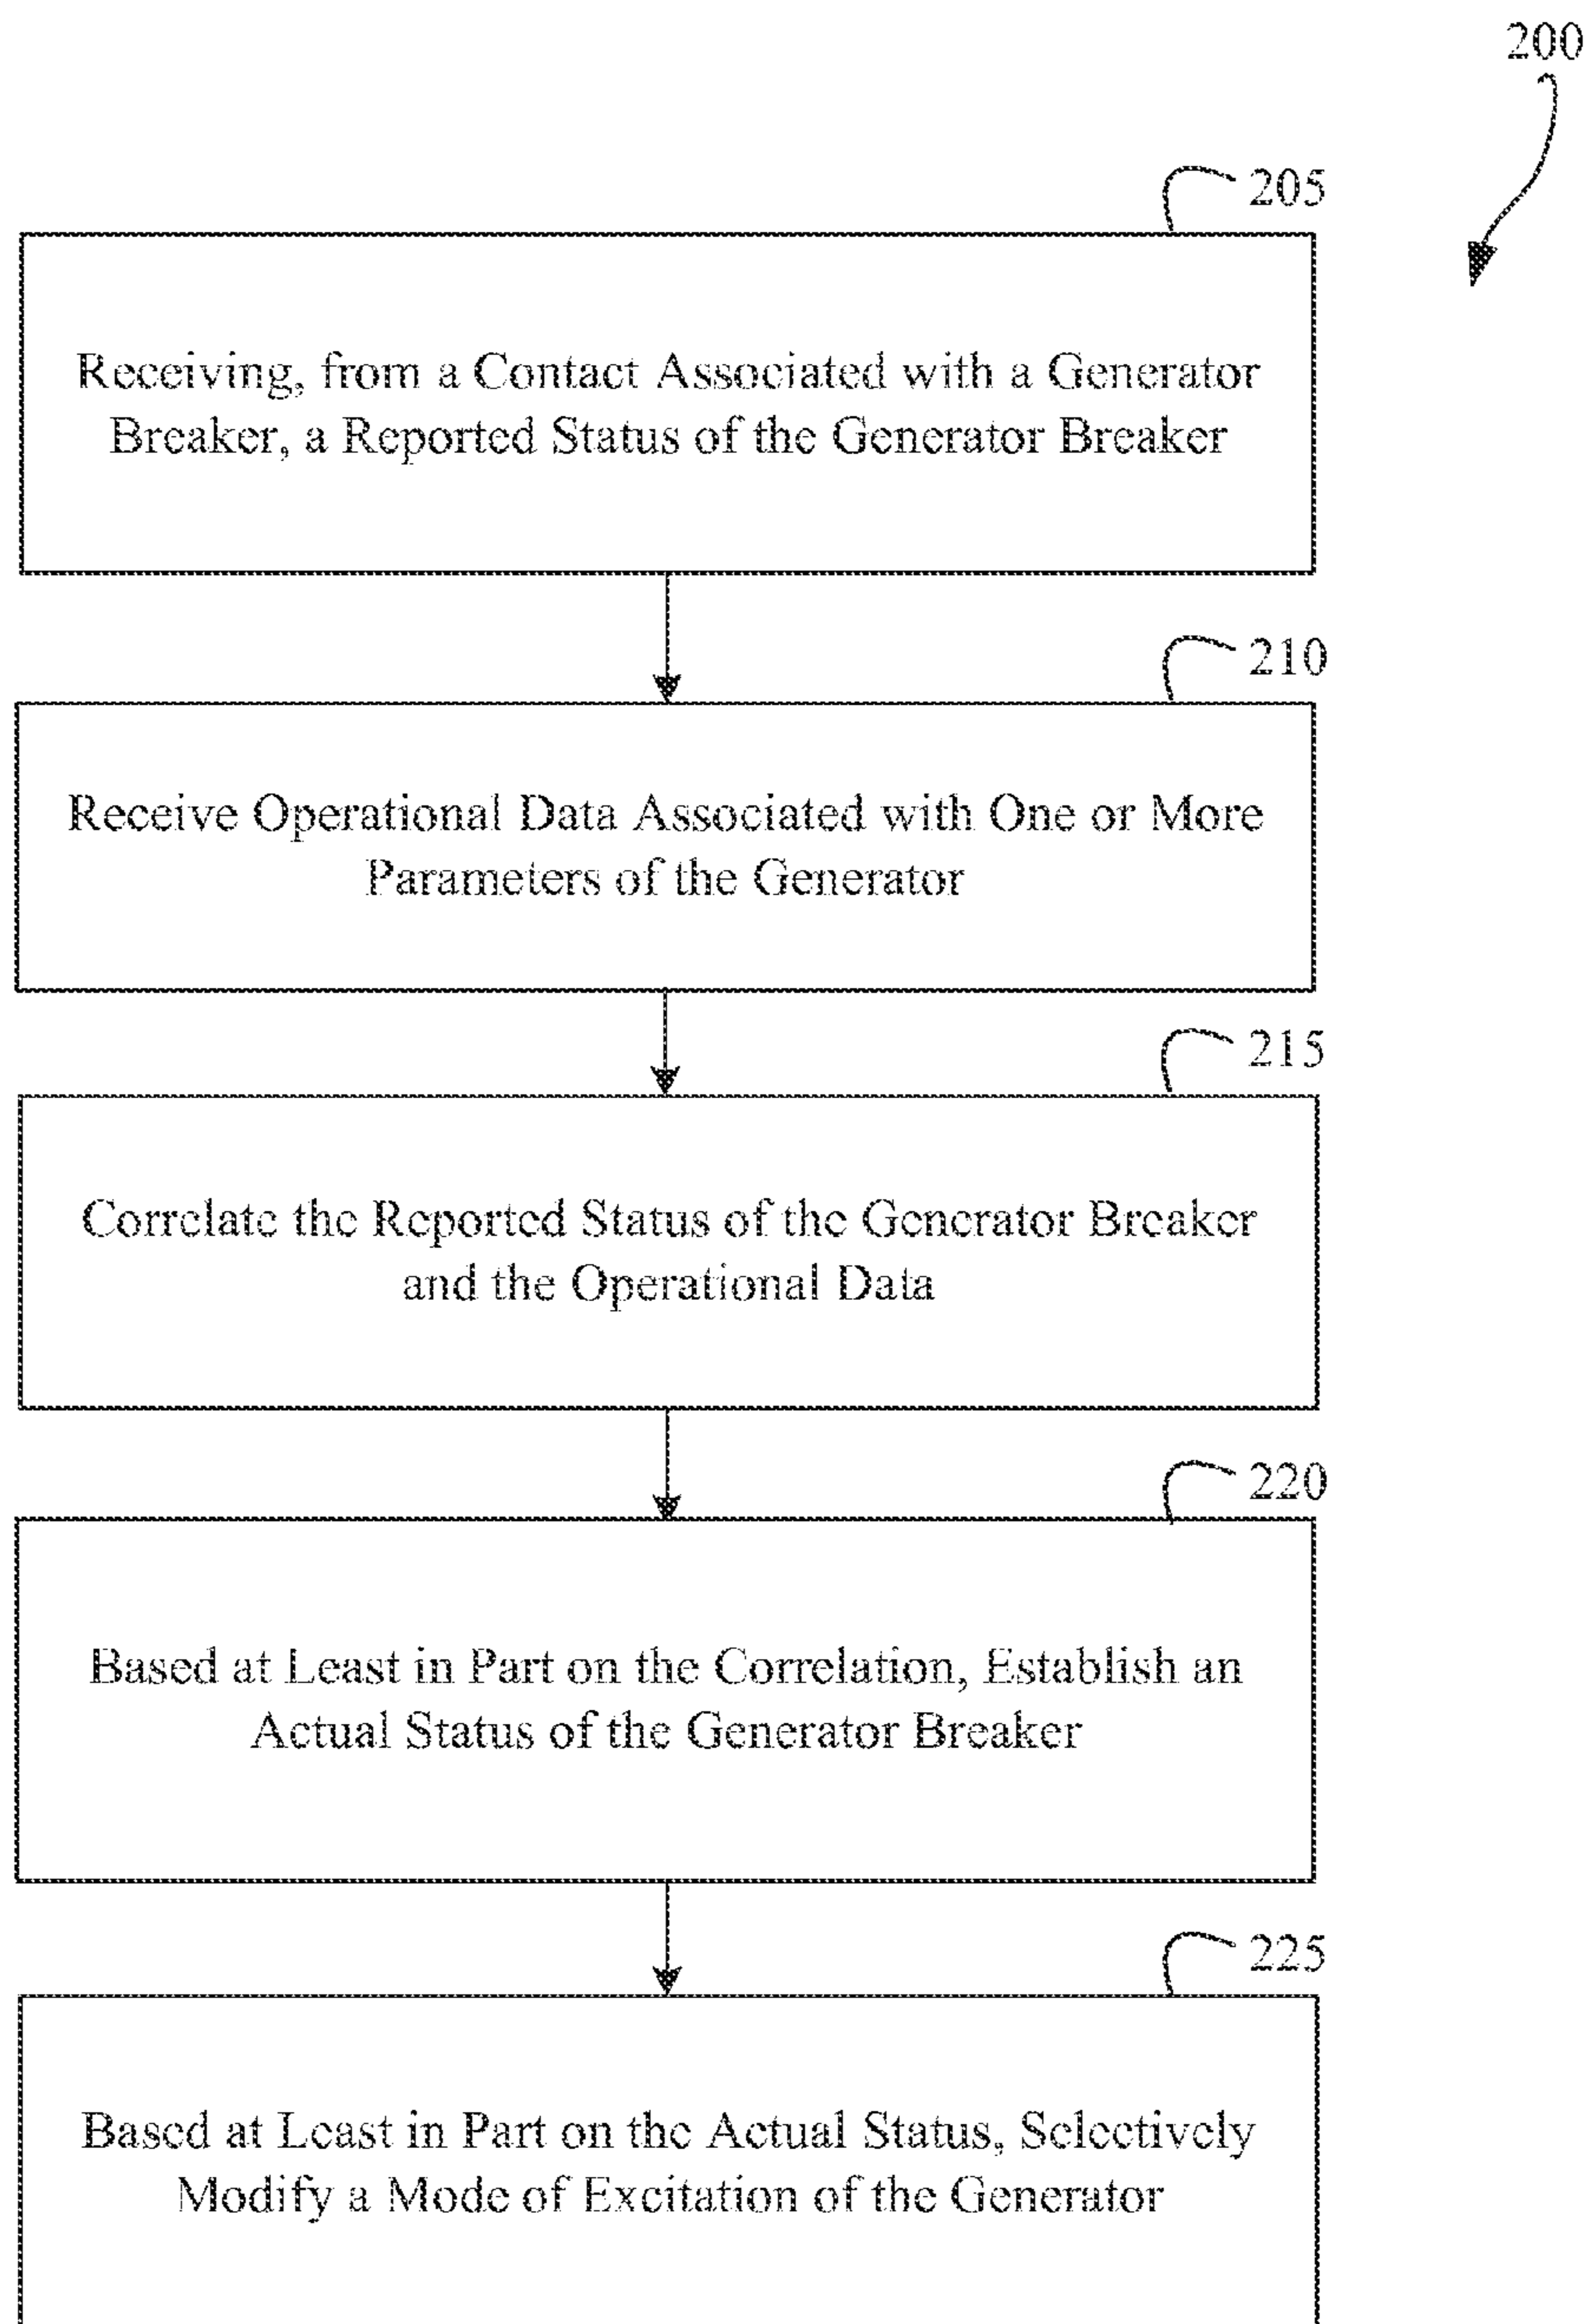 200
205
Receiving, from a Contact Associated with a Generator
Breaker, a Reported Status of the Generator Breaker
210
Receive Operational Data Associated with One or More
Parameters of the Generator
215
Correlate the Reported Status of the Generator Breaker
and the Operational Data
220
Based at Least in Part on the Correlation, Establish an
Actual Status of the Generator Breaker
225
Based at Least in Part on the Actual Status, Selectively
Modify a Mode of Excitation of the Generator